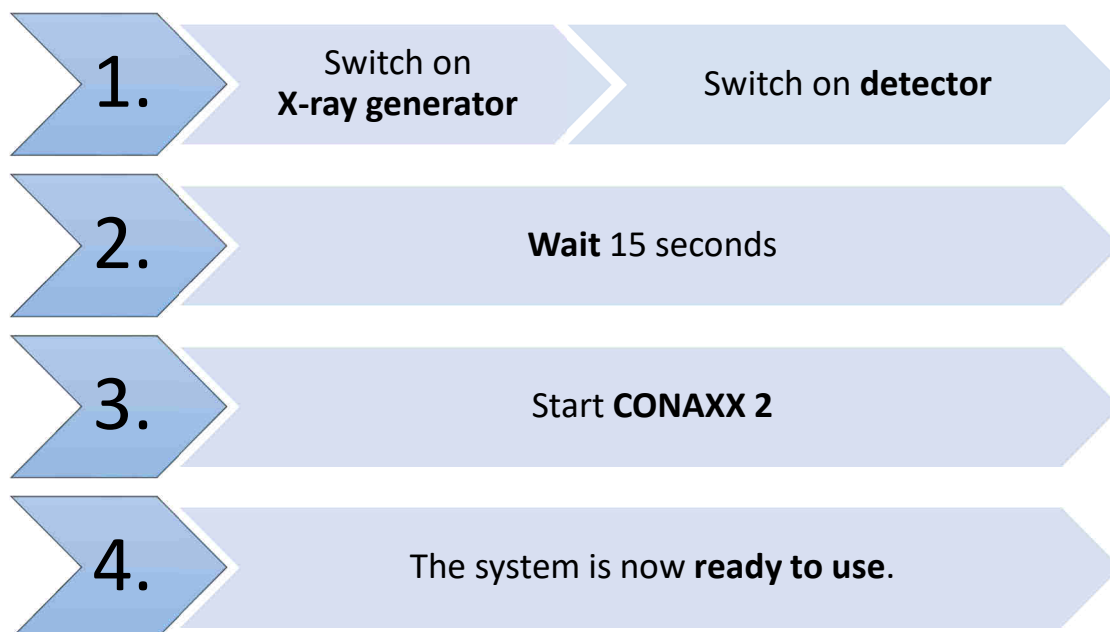 1.
Switch on
X-ray generator
Switch on detector
2.
Wait 15 seconds
3.
Start CONAXX 2
4.
The system is now ready to use.